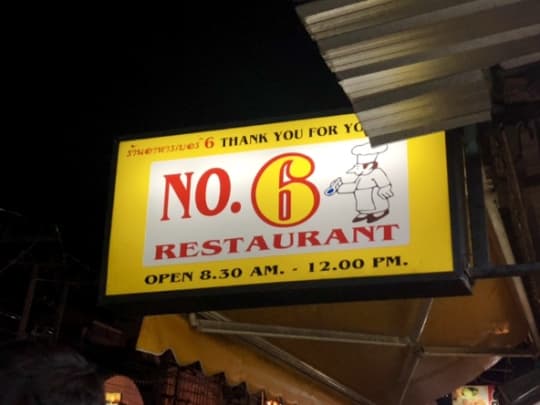 ร้านอาหารเบอร์ 6 THANK YOU FOR
NO. 6
RESTAURANT
OPEN 8.30 AM. - 12.00 PM.